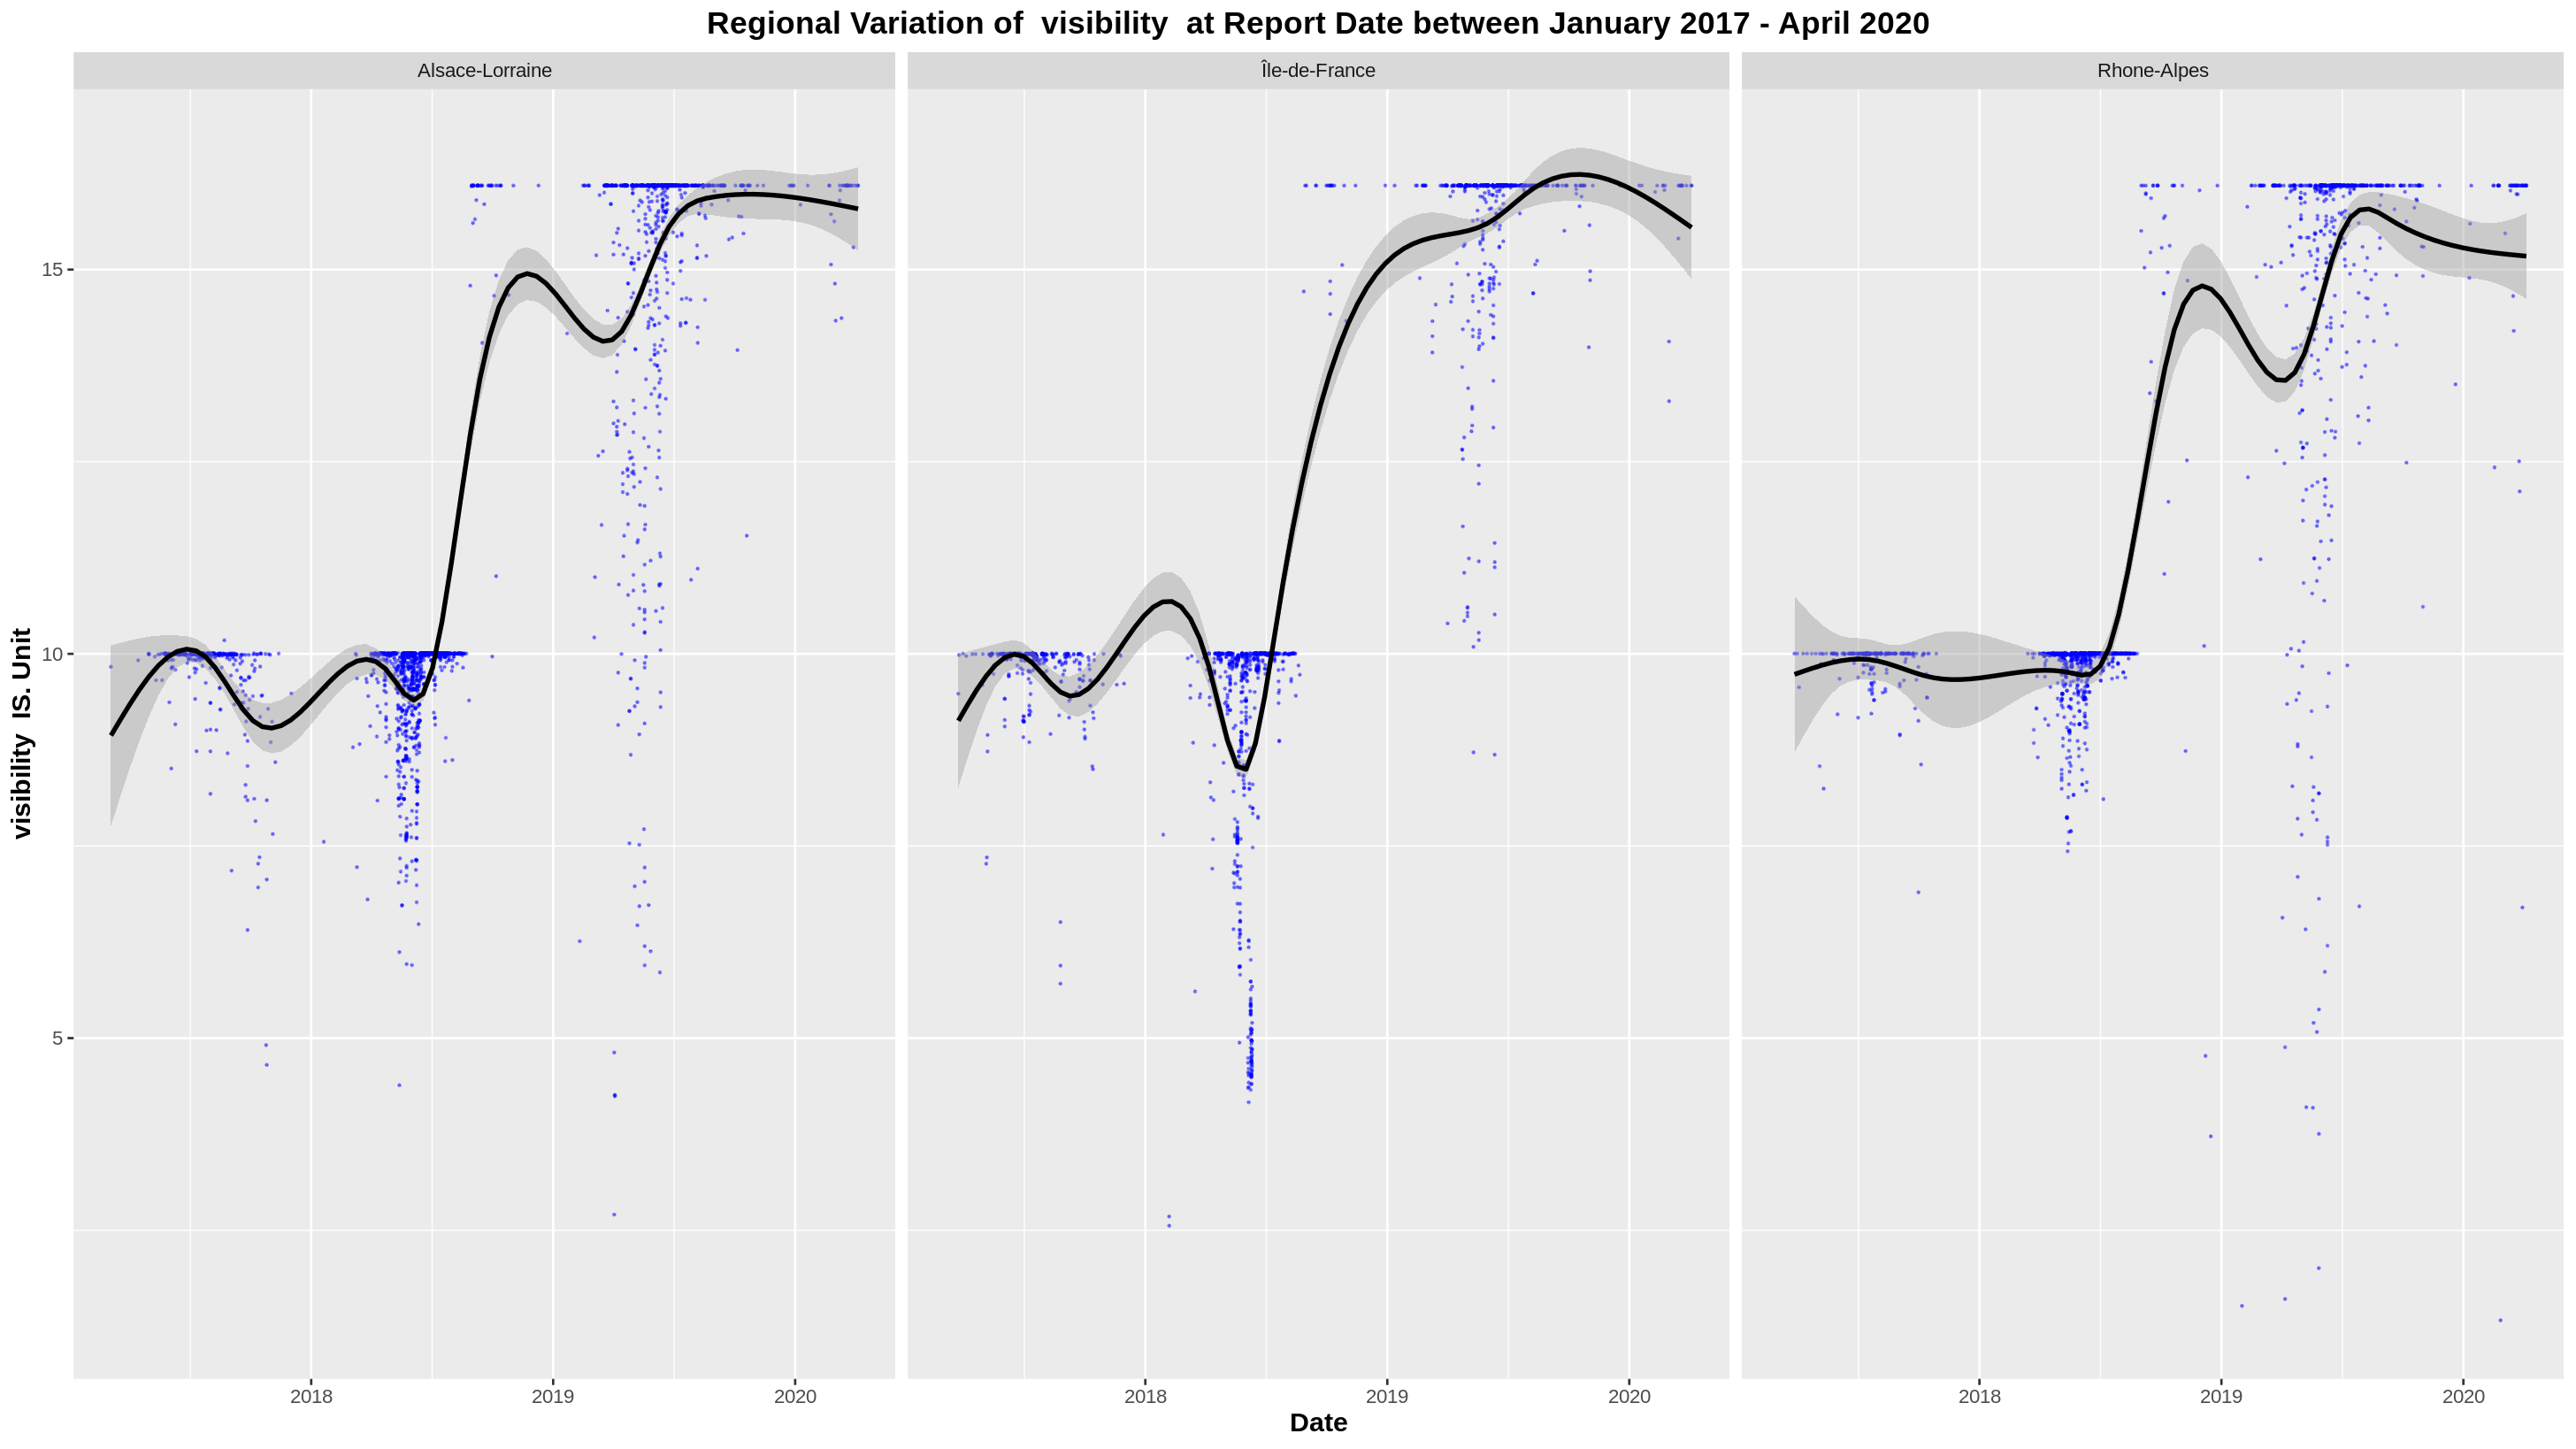 Regional Variation of  visibility  at Report Date between January 2017 - April 2020
Alsace-Lorraine
Île-de-France
Rhone-Alpes
visibility  IS. Unit
15
10
5
2018 2019 2020
2018 2019 2020
2018 2019 2020
Date